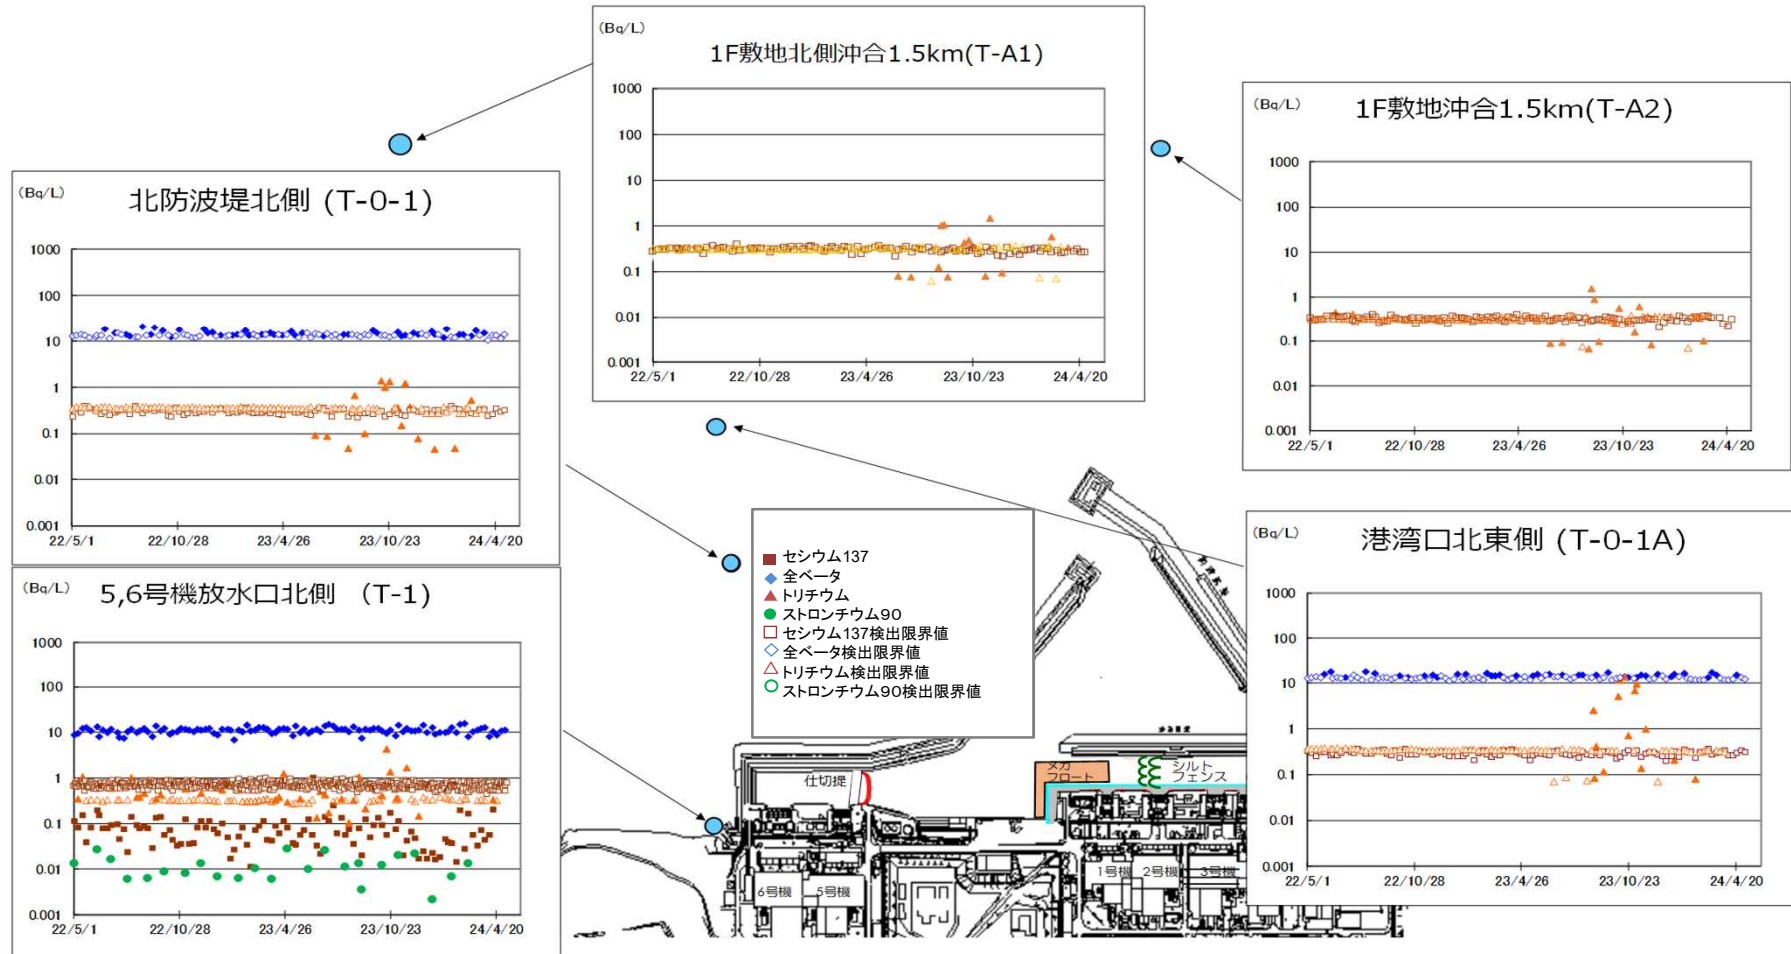 (Bq/L)
1F敷地北側沖合1.5km(T-A1)
1000
100
10
1
0.1
0.01
0.001
22/5/1
22/10/28
23/4/26
23/10/23
24/4/20
(Bq/L)
1F敷地沖合1.5km(T-A2)
1000
100
10
1
0.1
0.01
0.001
22/5/1
22/10/28
23/4/26
23/10/23
24/4/20
(Bq/L)
北防波堤北側 (T-0-1)
1000
100
10
1
0.1
0.01
0.001
22/5/1
22/10/28
23/4/26
23/10/23
24/4/20
セシウム137
全ベータ
トリチウム
ストロンチウム90
セシウム137検出限界値
全ベータ検出限界値
トリチウム検出限界値
ストロンチウム90検出限界値
(Bq/L)
港湾口北東側 (T-0-1A)
1000
100
10
1
0.1
0.01
0.001
22/5/1
22/10/28
23/4/26
23/10/23
24/4/20
(Bq/L)
5,6号機放水口北側 (T-1)
1000
100
10
1
0.1
0.01
0.001
22/5/1
22/10/28
23/4/26
23/10/23
24/4/20
仕切堤
メガ
フロート
シルト
フェンス
6号機
5号機
1号機
2号機
3号機